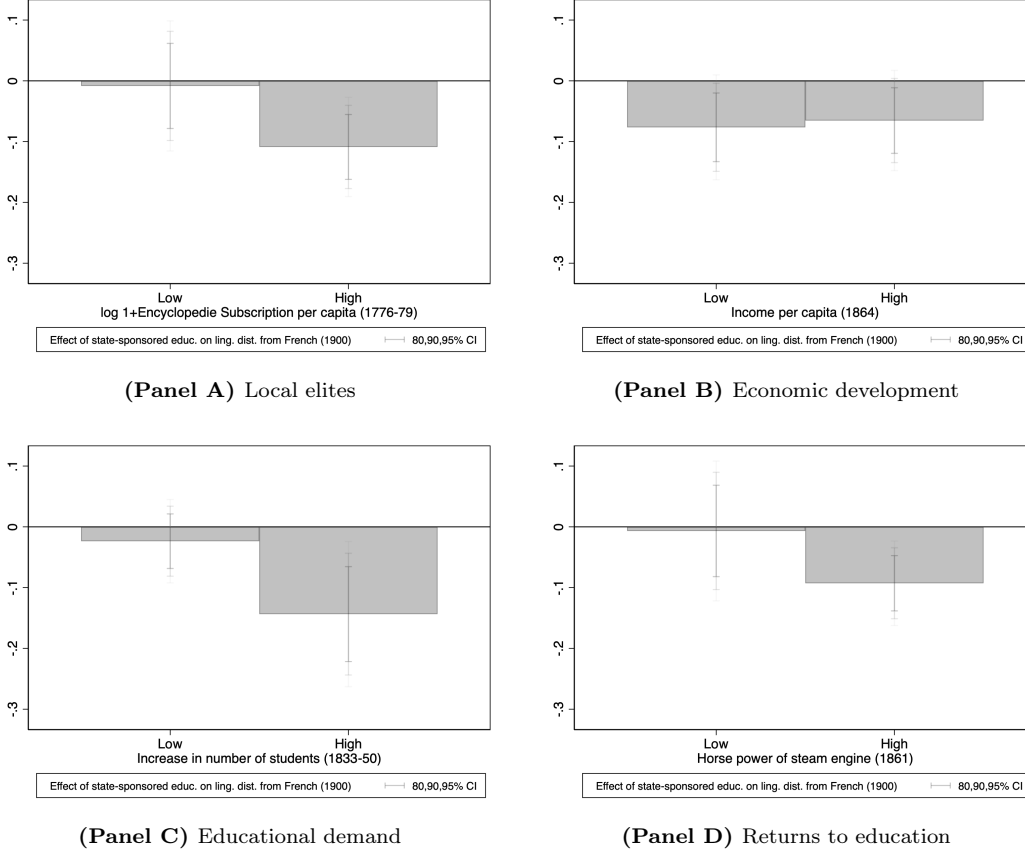 .1
0
-.1
-.2
-.3
Low High
log 1+Encyclopedie Subscription per capita (1776-79)
Effect of state-sponsored educ. on ling. dist. from French (1900) 80,90,95% CI
(Panel A) Local elites
.1
0
-.1
-.2
-.3
Low High
Income per capita (1864)
Effect of state-sponsored educ. on ling. dist. from French (1900) 80,90,95% CI
(Panel B) Economic development
.1
0
-.1
-.2
-.3
Low High
Increase in number of students (1833-50)
Effect of state-sponsored educ. on ling. dist. from French (1900) 80,90,95% CI
(Panel C) Educational demand
.1
0
-.1
-.2
-.3
Low High
Horse power of steam engine (1861)
Effect of state-sponsored educ. on ling. dist. from French (1900) 80,90,95% CI
(Panel D) Returns to education